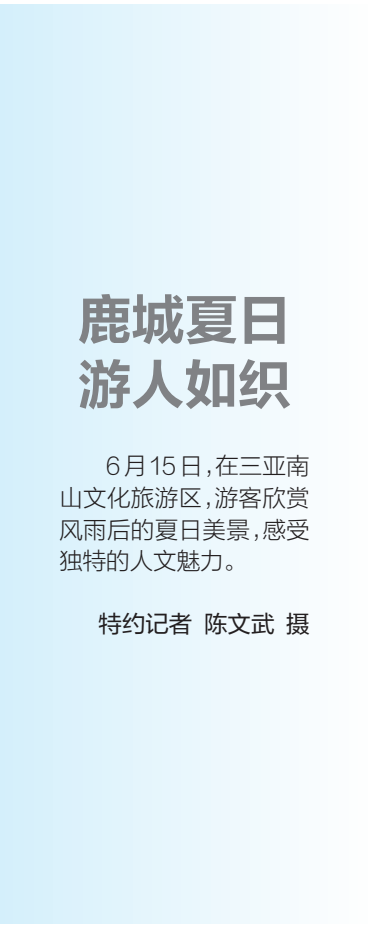 鹿城夏日
游人如织
6月15日,在三亚南
山文化旅游区,游客欣赏
风雨后的夏日美景,感受
独特的人文魅力。
特约记者 陈文武 摄